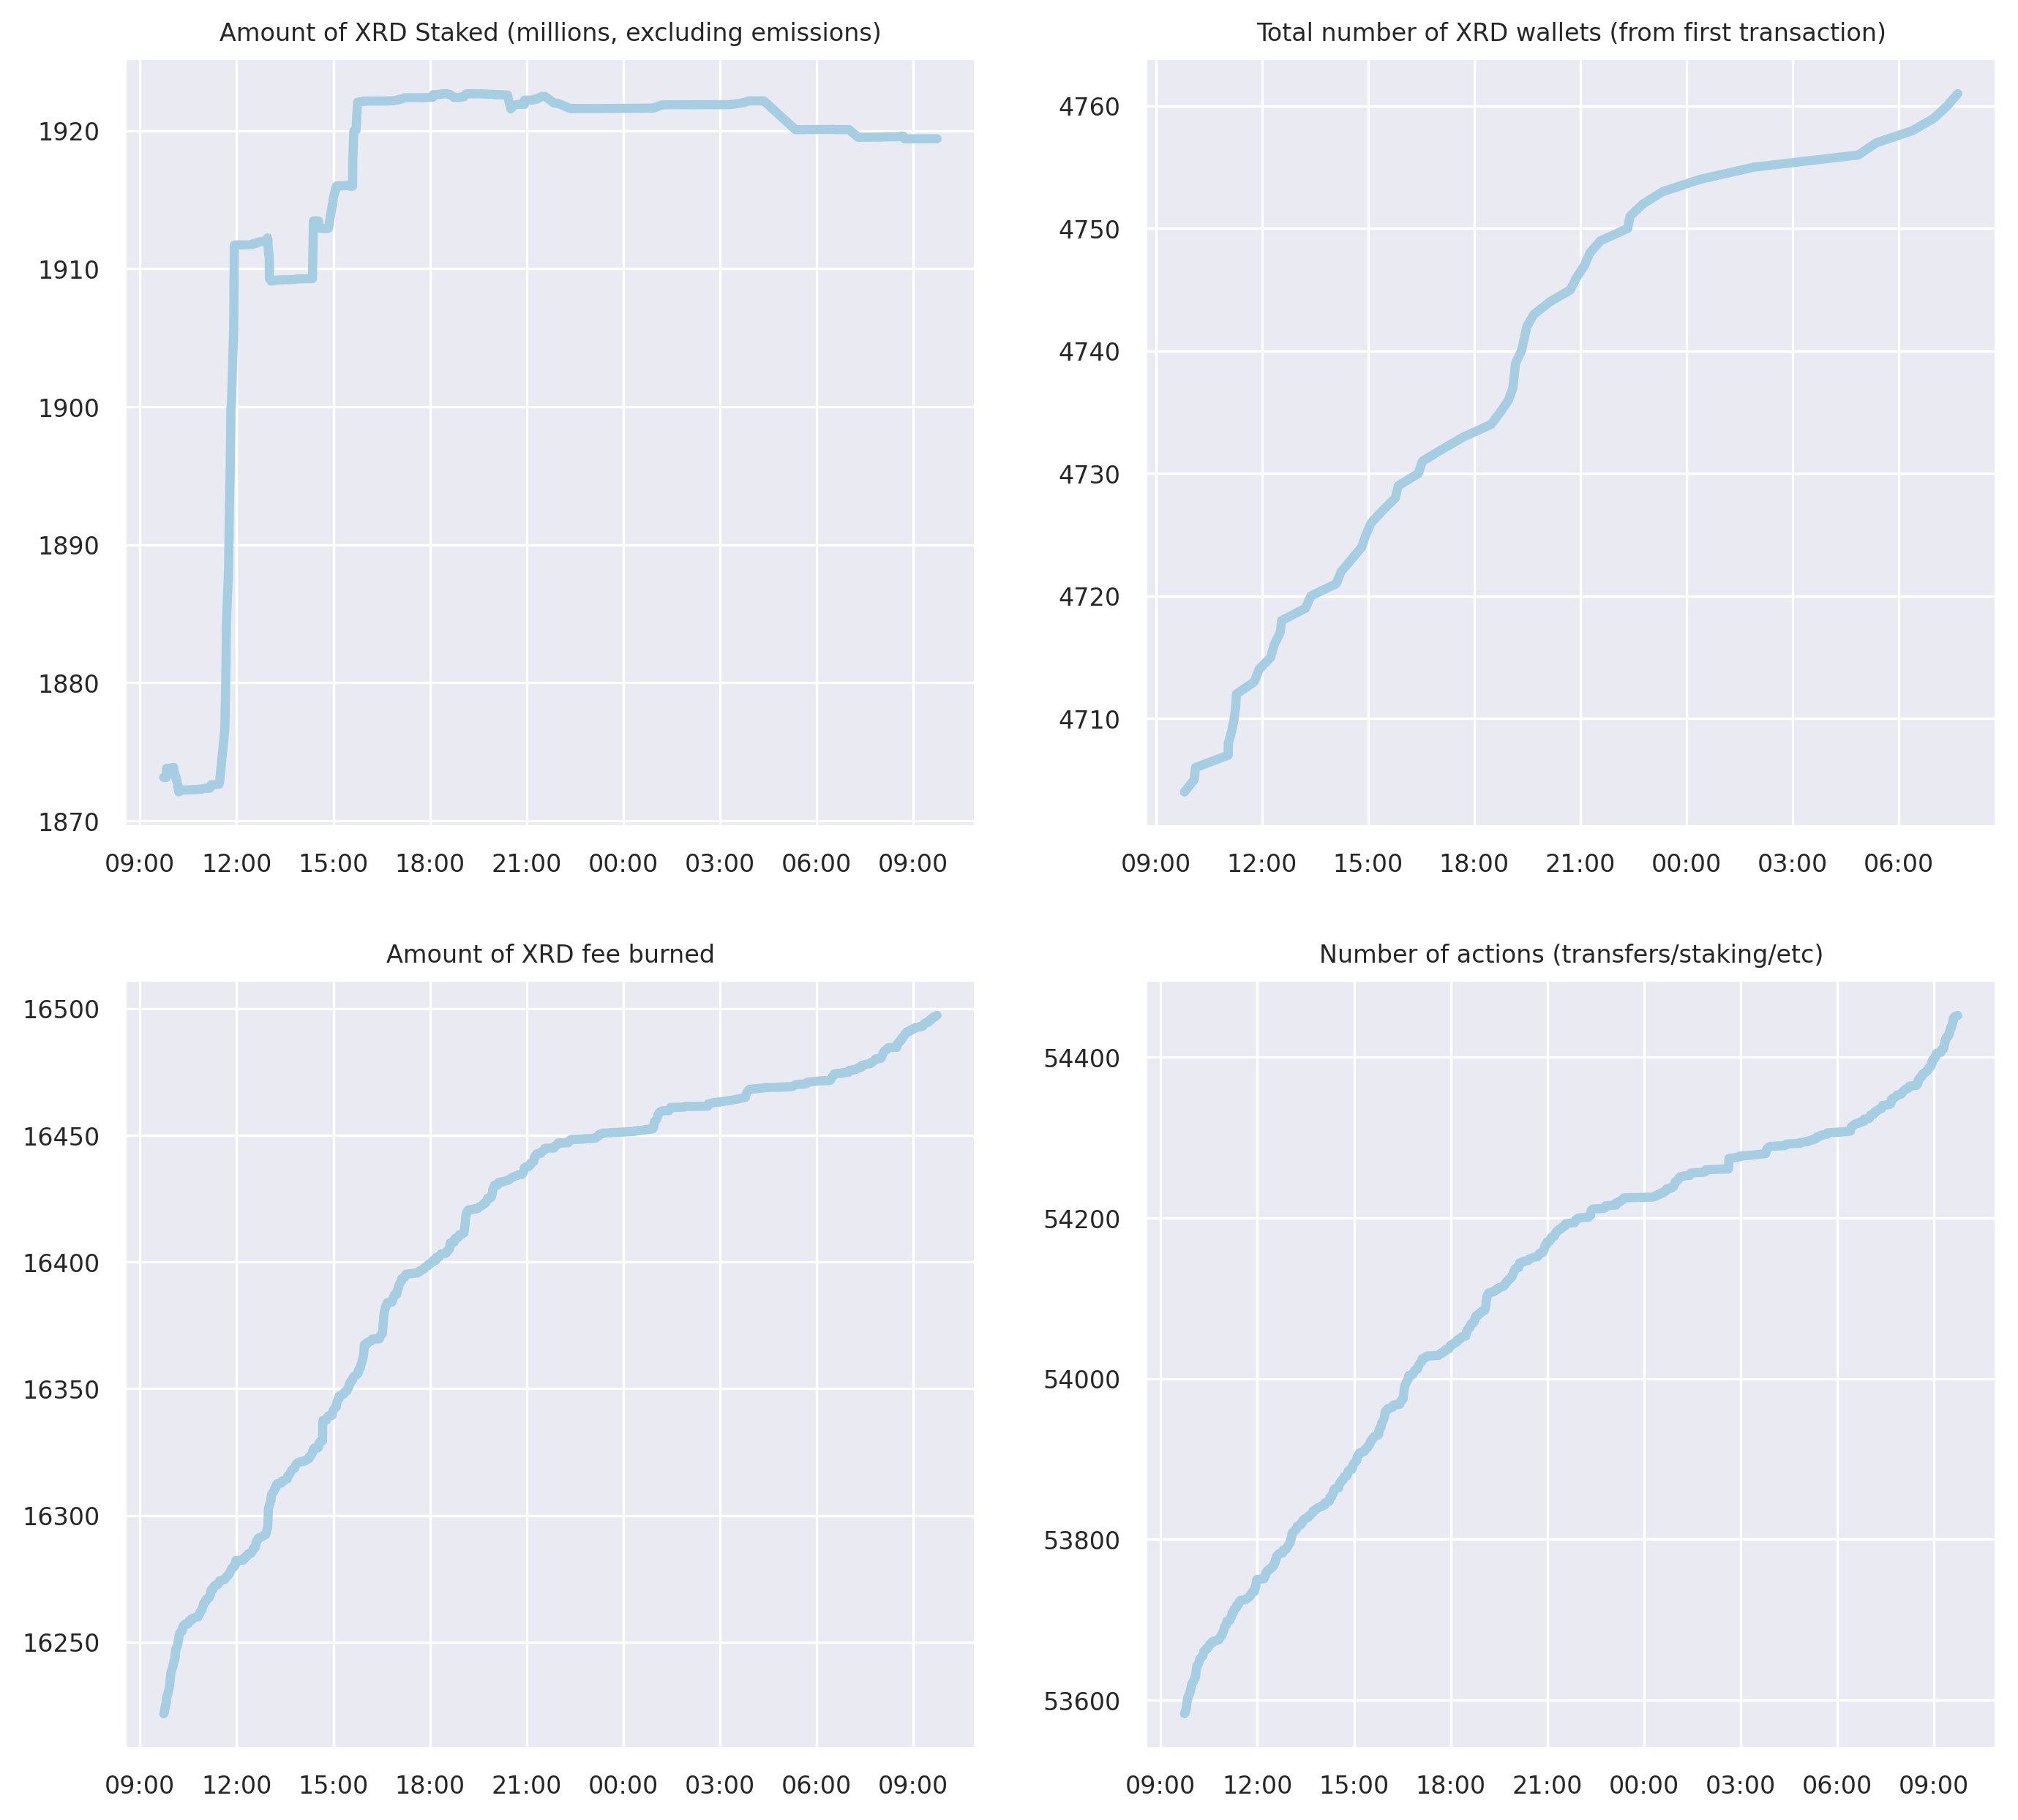 Amount of XRD Staked (millions, excluding emissions)
1920
1910
1900
1890
1880
1870
09:00 12:00 15:00 18:00 21:00 00:00 03:00 06:00 09:00
Total number of XRD wallets (from first transaction)
4760
4750
4740
4730
4720
4710
09:00 12:00 15:00 18:00 21:00 00:00 03:00 06:00
Amount of XRD fee burned
16500
16450
16400
16350
16300
16250
09:00 12:00 15:00 18:00 21:00 00:00 03:00 06:00 09:00
Number of actions (transfers/staking/etc)
54400
54200
54000
53800
53600
09:00 12:00 15:00 18:00 21:00 00:00 03:00 06:00 09:00